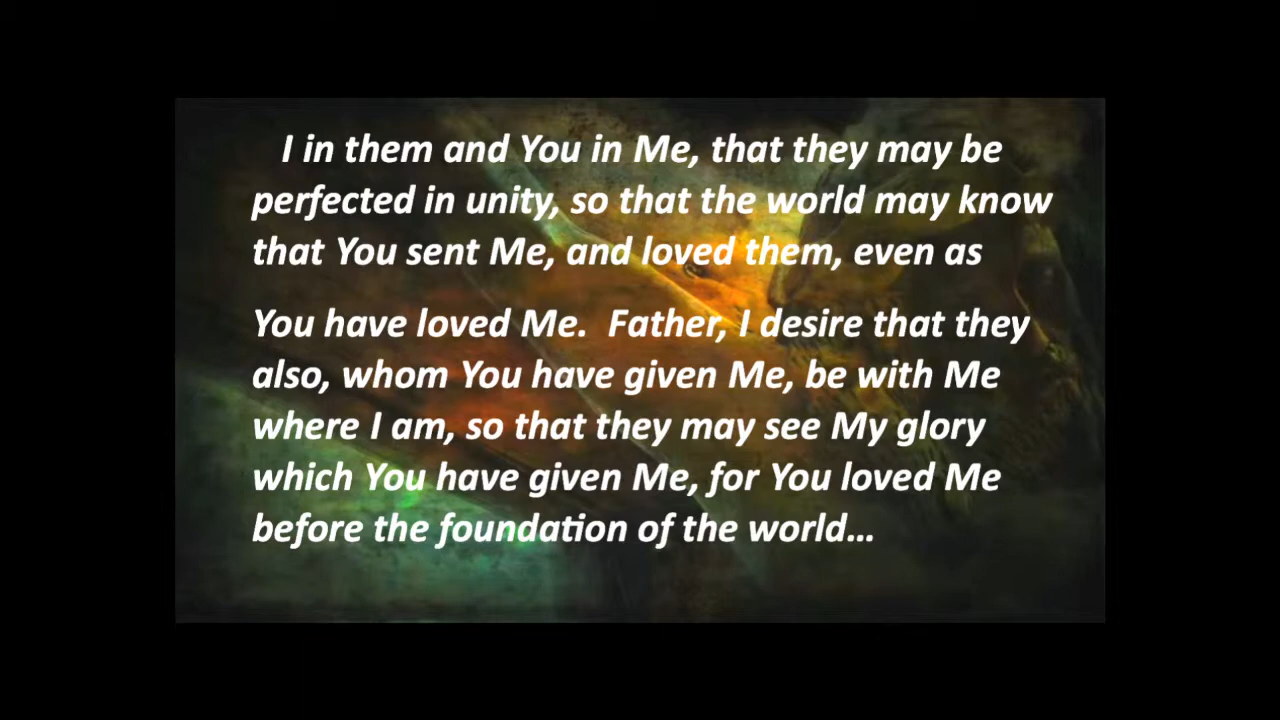 I in them and You in Me, that they may be
perfected in unity, so that the world may know
that You sent Me, and loved them, even as
You have loved Me.  Father, I desire that they
also, whom You have given Me, be with Me
where I am, so that they may see My glory
which You have given Me, for You loved Me
before the foundation of the world...